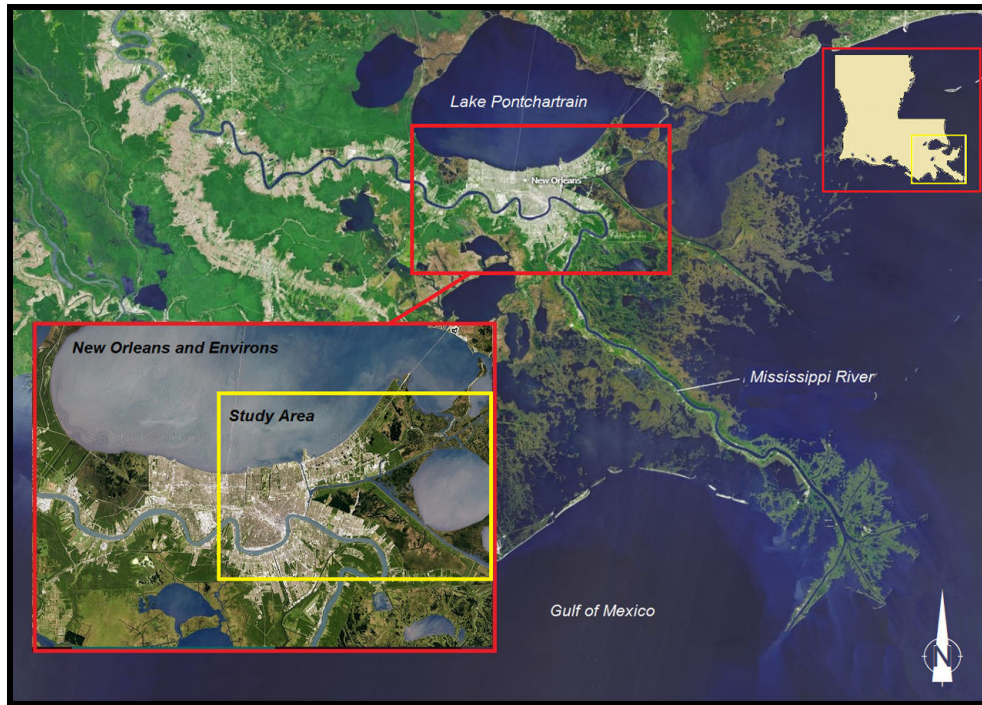 Lake Pontchartrain
New Orleans
New Orleans and Environs
Study Area
Mississippi River
Gulf of Mexico
N